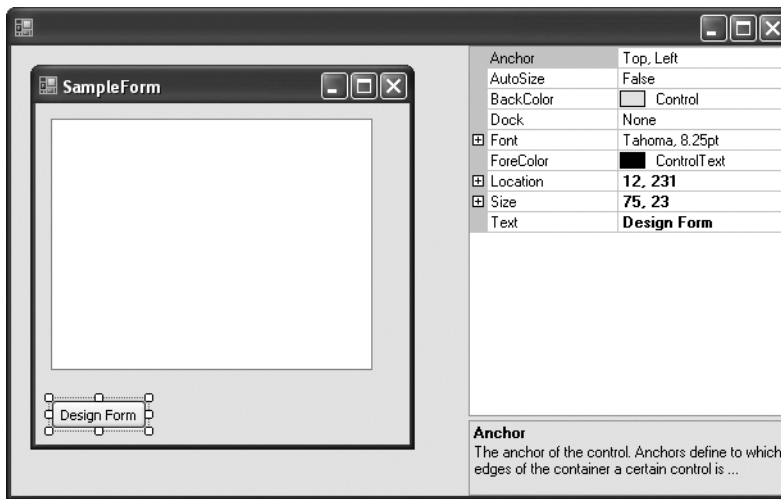 SampleForm
Design Form
Anchor Top, Left
AutoSize False
BackColor Control
Dock None
Font Tahoma, 8.25pt
ForeColor ControlText
Location 12, 231
Size 75, 23
Text Design Form
Anchor
The anchor of the control. Anchors define to which
edges of the container a certain control is ...